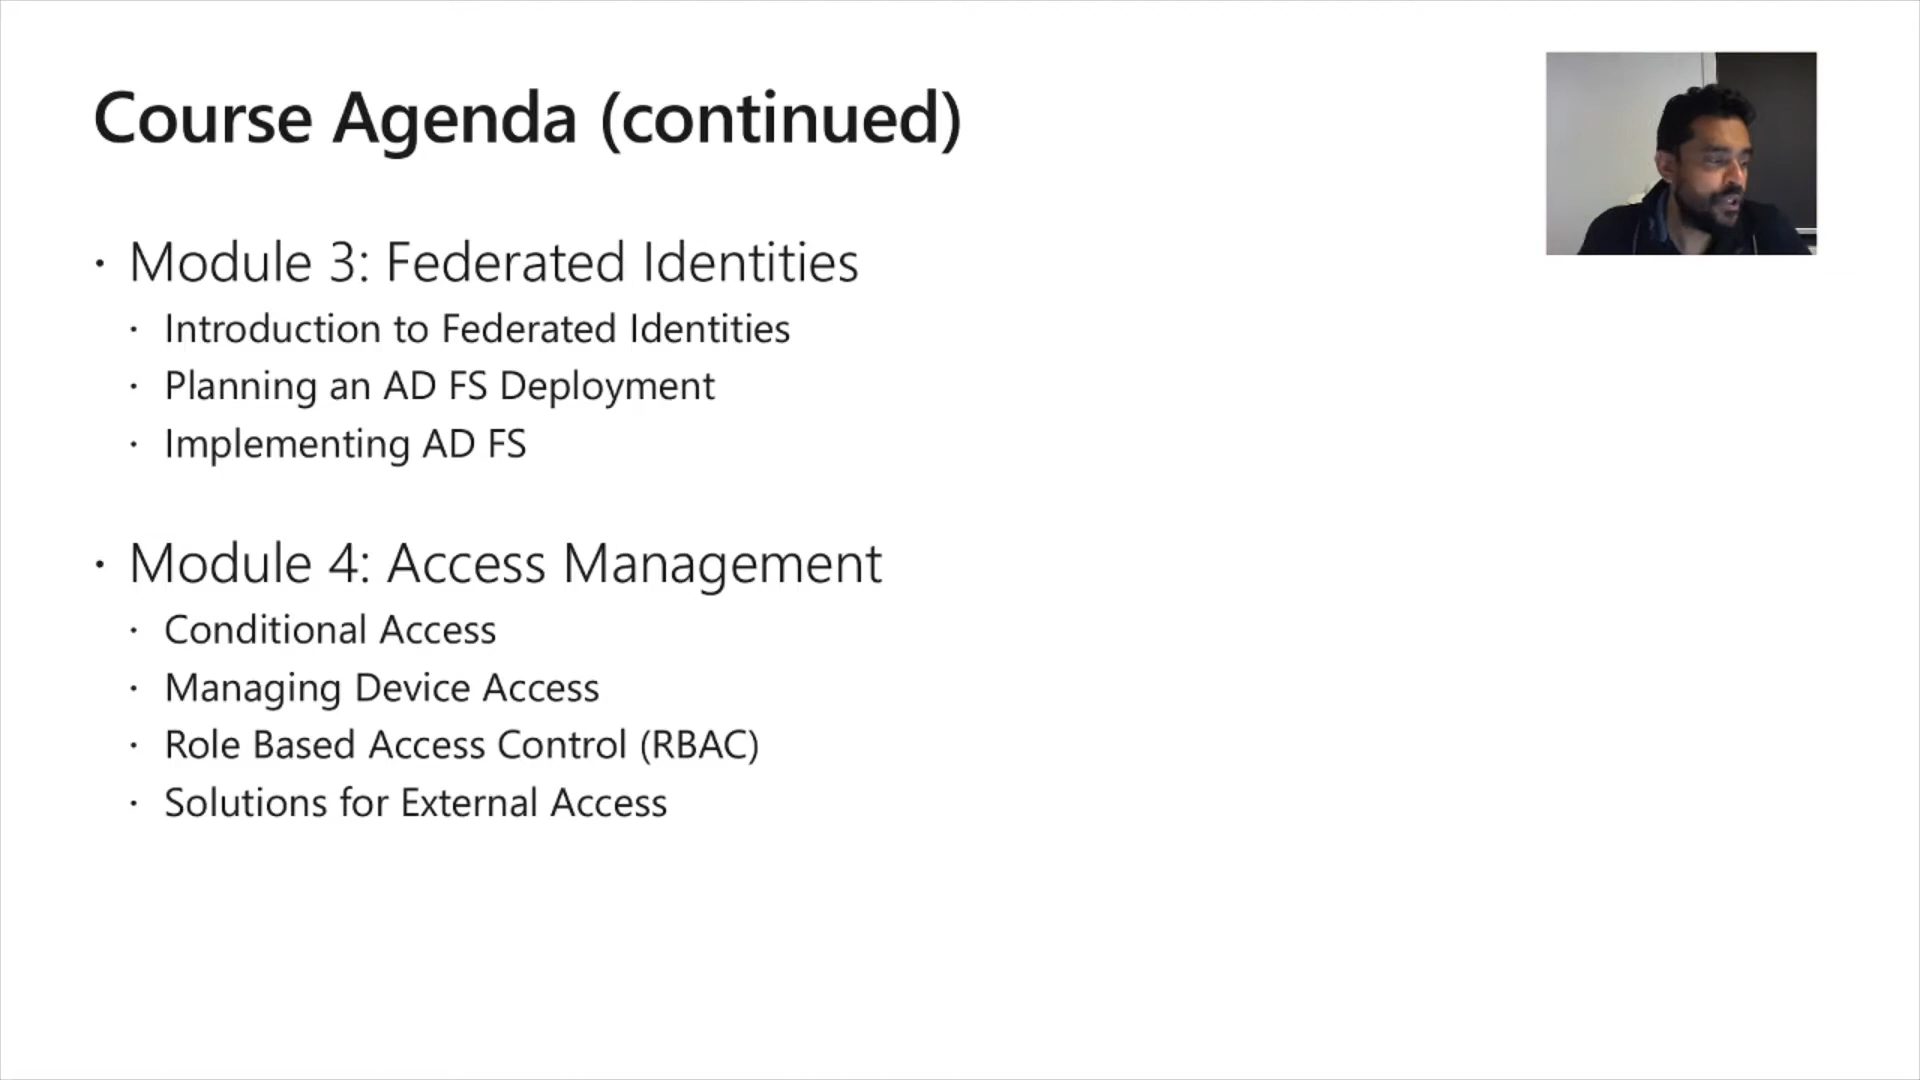 Course Agenda (continued)
· Module 3: Federated Identities
· Introduction to Federated Identities
· Planning an AD FS Deployment
· Implementing AD FS
· Module 4: Access Management
· Conditional Access
· Managing Device Access
· Role Based Access Control (RBAC)
· Solutions for External Access